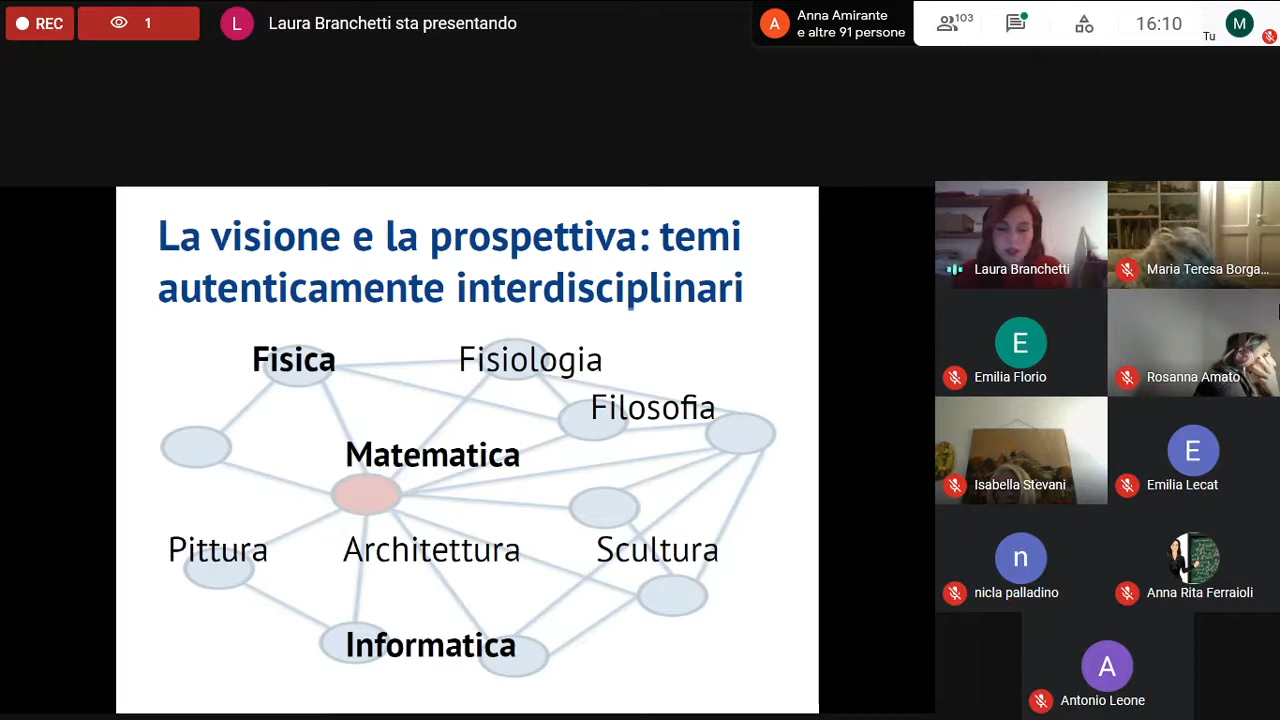 REC
1
L
Laura Branchetti sta presentando
A
Anna Amirante
e altre 91 persone
103
16:10
Tu
M
La visione e la prospettiva: temi
autenticamente interdisciplinari
Fisica
Fisiologia
Filosofia
Matematica
Pittura
Architettura
Scultura
Informatica
Laura Branchetti
Maria Teresa Borga...
E
Emilia Florio
Rosanna Amato
Isabella Stevani
E
Emilia Lecat
n
nicla palladino
Anna Rita Ferraioli
A
Antonio Leone